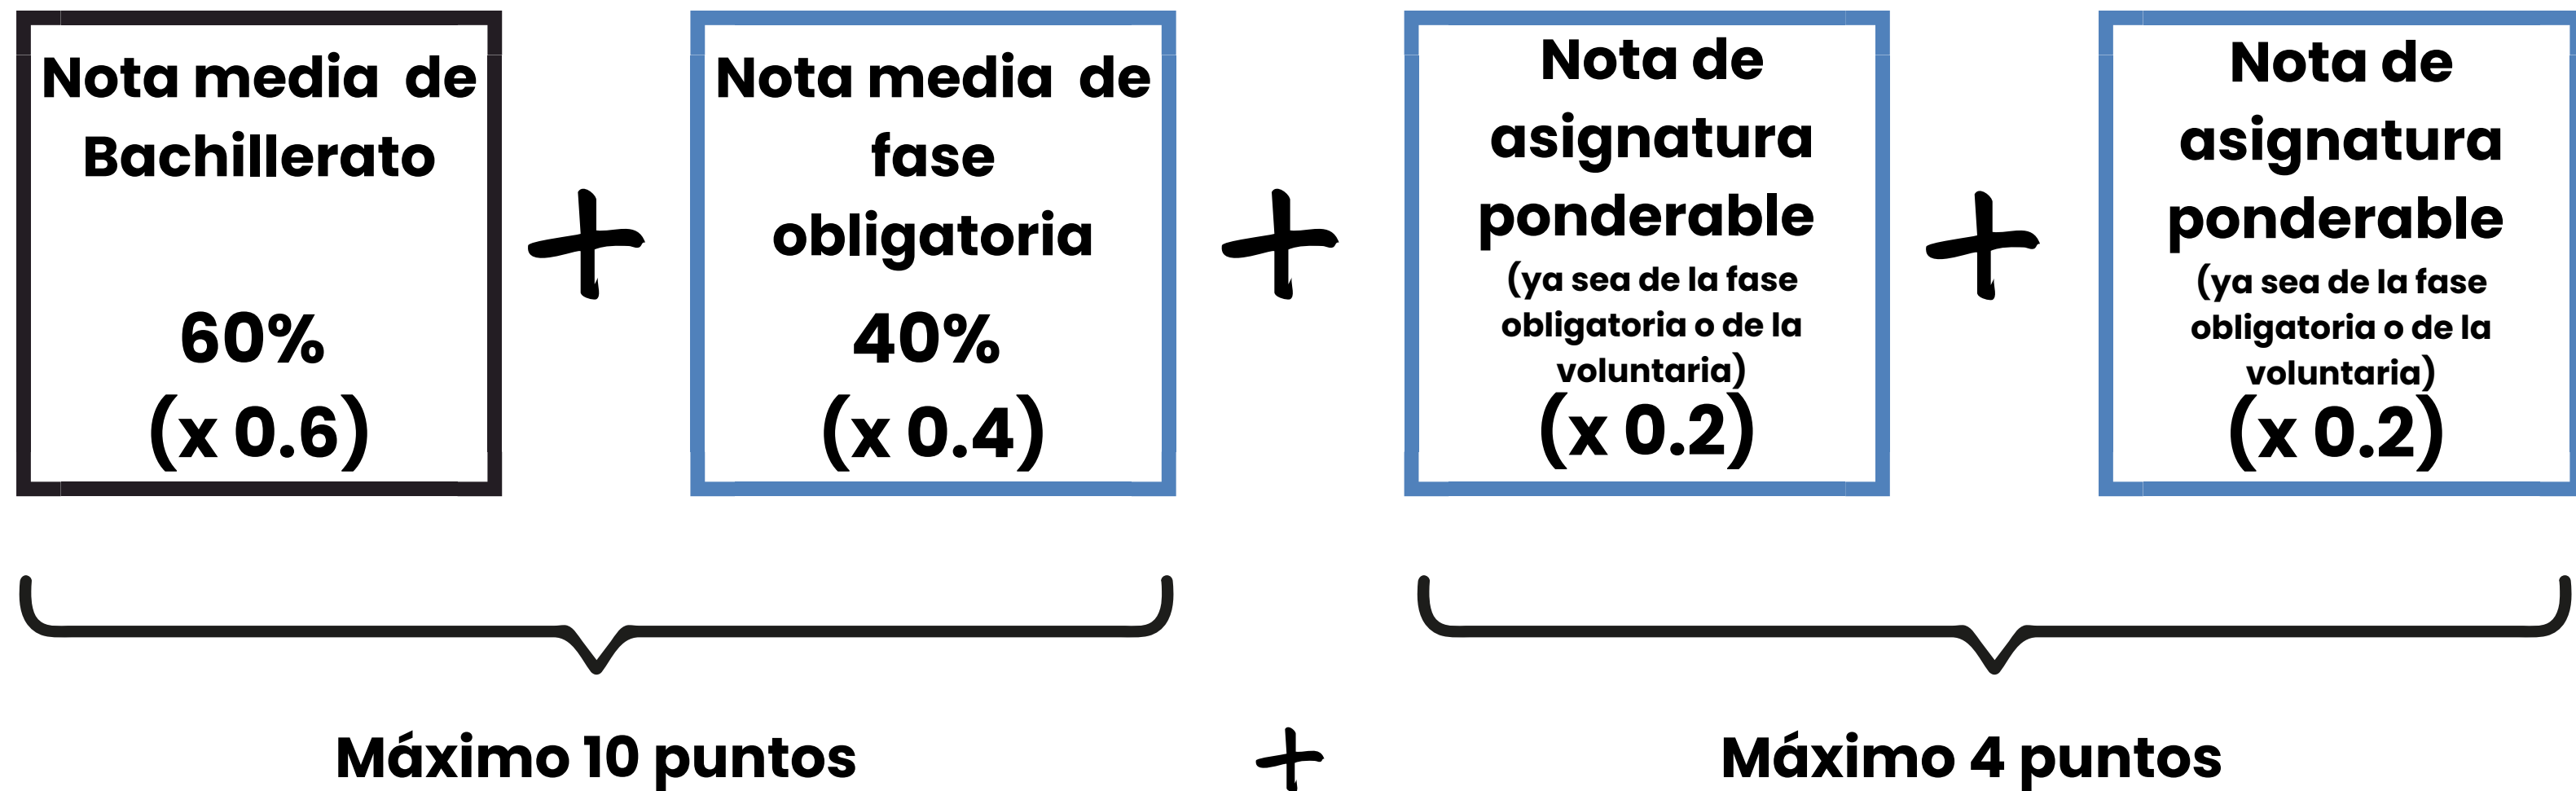 Nota media de
Bachillerato
60%
(x 0.6)
+
Nota media de
fase
obligatoria
40%
(x 0.4)
+
Nota de
asignatura
ponderable
(ya sea de la fase
obligatoria o de la
voluntaria)
(x 0.2)
+
Nota de
asignatura
ponderable
(ya sea de la fase
obligatoria o de la
voluntaria)
(x 0.2)
Máximo 10 puntos
+
Máximo 4 puntos